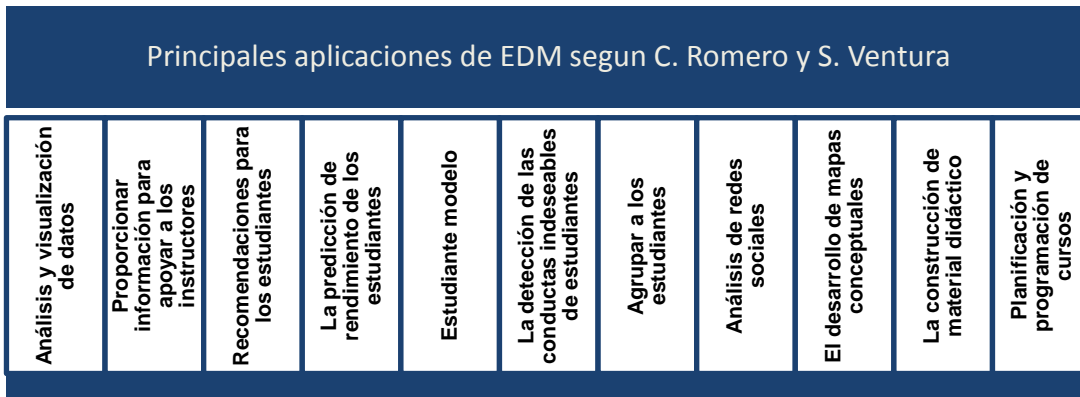 Principales aplicaciones de EDM segun C. Romero y S. Ventura
Análisis y visualización
de datos
Proporcionar
información para
apoyar a los
instructores
Recomendaciones para
los estudiantes
La predicción de
rendimiento de los
estudiantes
Estudiante modelo
La detección de las
conductas indeseables
de estudiantes
Agrupar a los
estudiantes
Análisis de redes
sociales
El desarrollo de mapas
conceptuales
La construcción de
material didáctico
Planificación y
programación de
cursos